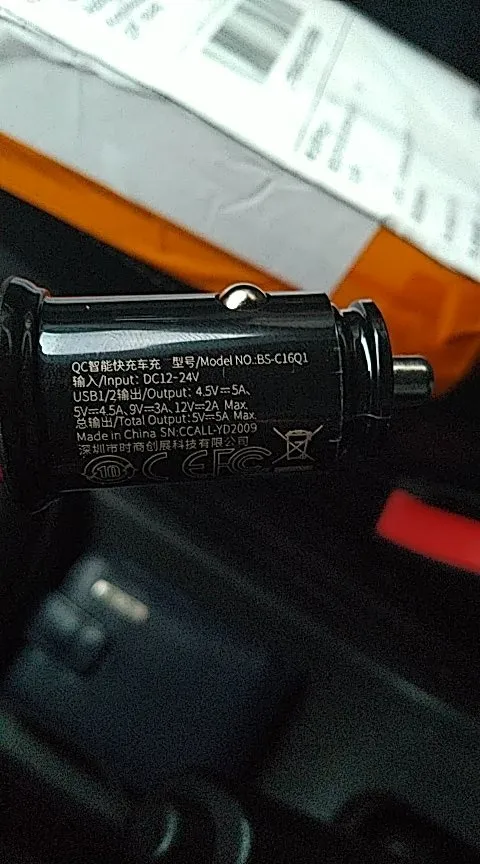 QC智能快充车充 型号/Model NO.:BS-C16Q1
输入/Input: DC12-24V
USB1/2输出/Output: 4.5V⎓5A,
5V⎓4.5A, 9V⎓3A, 12V⎓2A Max.
总输出/Total Output:5V⎓5A Max.
Made in China SN:CCALL-YD2009
深圳市时商创展科技有限公司
10 CE FC